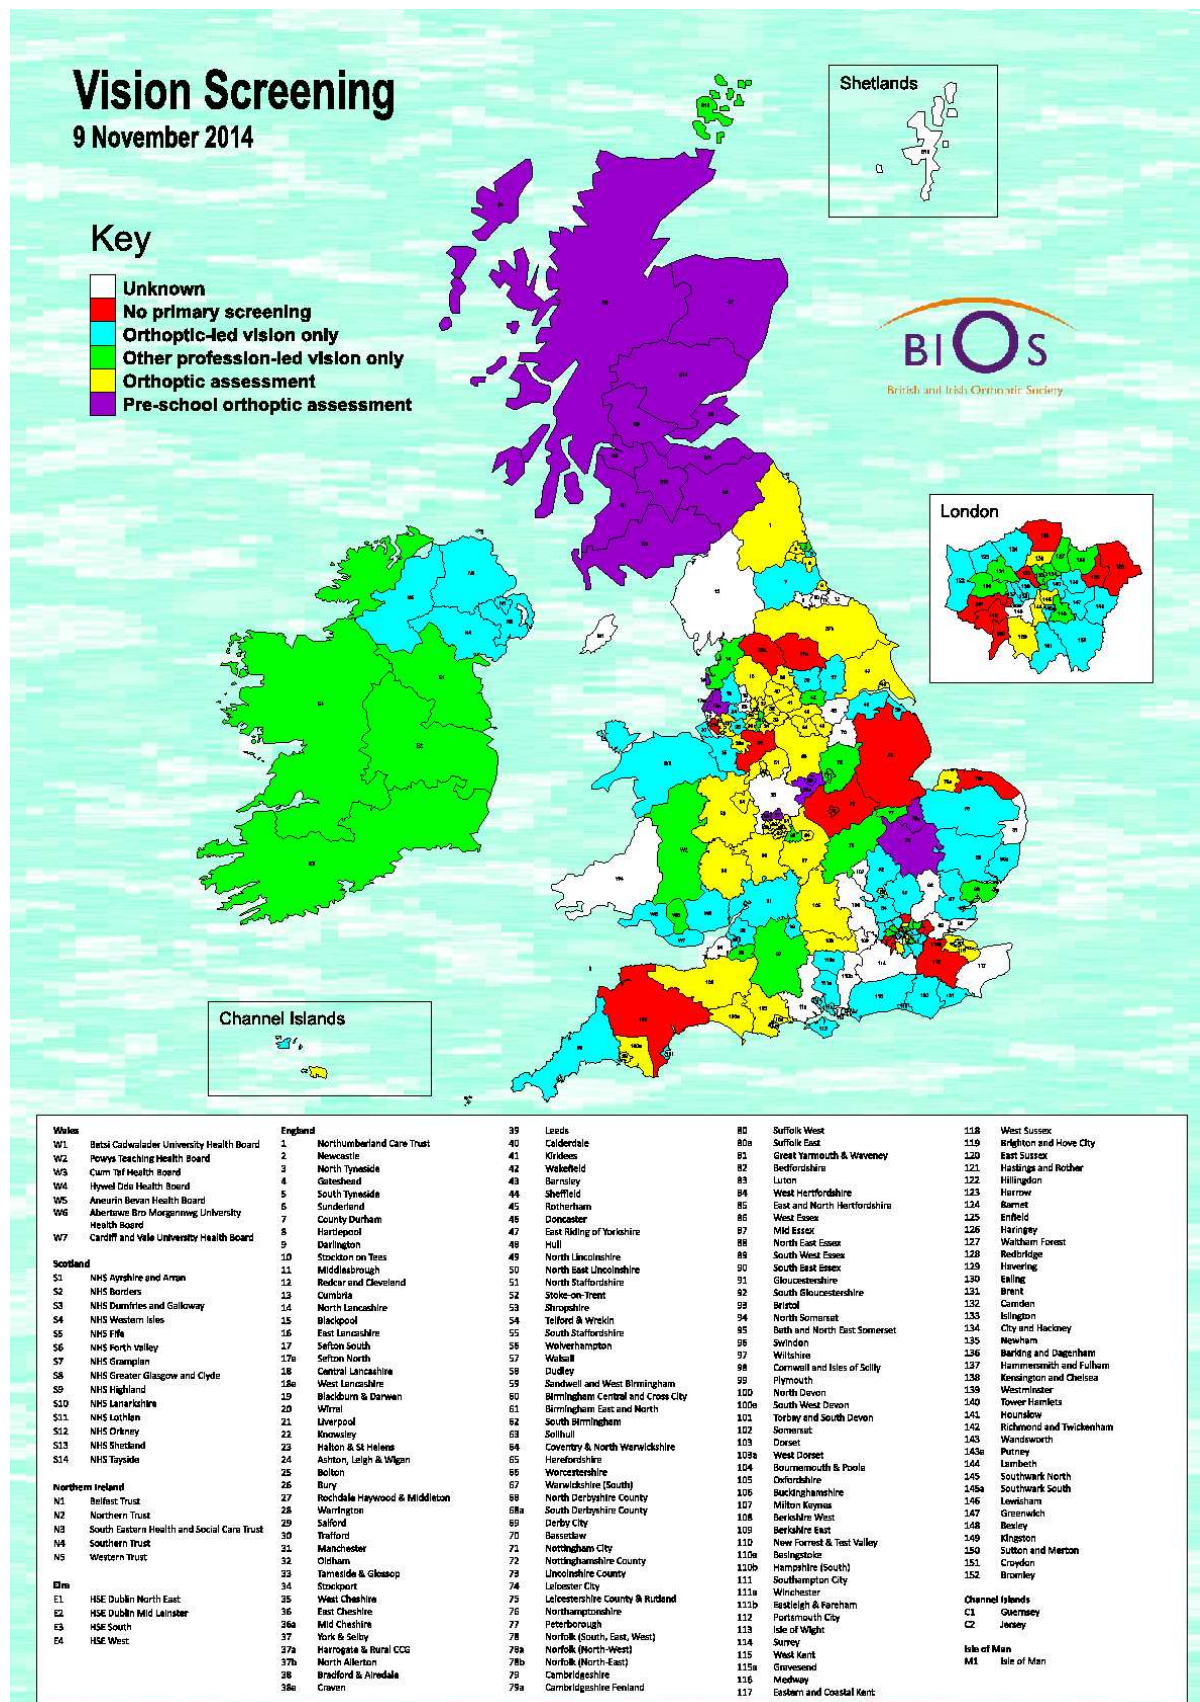 Vision Screening
9 November 2014
Key
Unknown
No primary screening
Orthoptic-led vision only
Other profession-led vision only
Orthoptic assessment
Pre-school orthoptic assessment
Shetlands
BIOS
British and Irish Orthoptic Society
London
Channel Islands
Wales
W1 Betsi Cadwalader University Health Board
W2 Powys Teaching Health Board
W3 Cwm Taf Health Board
W4 Hywel Dda Health Board
W5 Aneurin Bevan Health Board
W6 Abertawe Bro Morgannwg University
Health Board
W7 Cardiff and Vale University Health Board
Scotland
S1 NHS Ayrshire and Arran
S2 NHS Borders
S3 NHS Dumfries and Galloway
S4 NHS Western Isles
S5 NHS Fife
S6 NHS Forth Valley
S7 NHS Grampian
S8 NHS Greater Glasgow and Clyde
S9 NHS Highland
S10 NHS Lanarkshire
S11 NHS Lothian
S12 NHS Orkney
S13 NHS Shetland
S14 NHS Tayside
Northern Ireland
N1 Belfast Trust
N2 Northern Trust
N3 South Eastern Health and Social Care Trust
N4 Southern Trust
N5 Western Trust
Eire
E1 HSE Dublin North East
E2 HSE Dublin Mid Leinster
E3 HSE South
E4 HSE West
England
1 Northumberland Care Trust
2 Newcastle
3 North Tyneside
4 Gateshead
5 South Tyneside
6 Sunderland
7 County Durham
8 Hartlepool
9 Darlington
10 Stockton on Tees
11 Middlesbrough
12 Redcar and Cleveland
13 Cumbria
14 North Lancashire
15 Blackpool
16 East Lancashire
17 Sefton South
17a Sefton North
18 Central Lancashire
18a West Lancashire
19 Blackburn & Darwen
20 Wirral
21 Liverpool
22 Knowsley
23 Halton & St Helens
24 Ashton, Leigh & Wigan
25 Bolton
26 Bury
27 Rochdale Haywood & Middleton
28 Warrington
29 Salford
30 Trafford
31 Manchester
32 Oldham
33 Tameside & Glossop
34 Stockport
35 West Cheshire
36 East Cheshire
36a Mid Cheshire
37 York & Selby
37a Harrogate & Rural CCG
37b North Allerton
38 Bradford & Airedale
38a Craven
39 Leeds
40 Calderdale
41 Kirklees
42 Wakefield
43 Barnsley
44 Sheffield
45 Rotherham
46 Doncaster
47 East Riding of Yorkshire
48 Hull
49 North Lincolnshire
50 North East Lincolnshire
51 North Staffordshire
52 Stoke-on-Trent
53 Shropshire
54 Telford & Wrekin
55 South Staffordshire
56 Wolverhampton
57 Walsall
58 Dudley
59 Sandwell and West Birmingham
60 Birmingham Central and Cross City
61 Birmingham East and North
62 South Birmingham
63 Solihull
64 Coventry & North Warwickshire
65 Herefordshire
66 Worcestershire
67 Warwickshire (South)
68 North Derbyshire County
68a South Derbyshire County
69 Derby City
70 Bassetlaw
71 Nottingham City
72 Nottinghamshire County
73 Lincolnshire County
74 Leicester City
75 Leicestershire County & Rutland
76 Northamptonshire
77 Peterborough
78 Norfolk (South, East, West)
78a Norfolk (North-West)
78b Norfolk (North-East)
79 Cambridgeshire
79a Cambridgeshire Fenland
80 Suffolk West
80a Suffolk East
81 Great Yarmouth & Waveney
82 Bedfordshire
83 Luton
84 West Hertfordshire
85 East and North Hertfordshire
86 West Essex
87 Mid Essex
88 North East Essex
89 South West Essex
90 South East Essex
91 Gloucestershire
92 South Gloucestershire
93 Bristol
94 North Somerset
95 Bath and North East Somerset
96 Swindon
97 Wiltshire
98 Cornwall and Isles of Scilly
99 Plymouth
100 North Devon
100a South West Devon
101 Torbay and South Devon
102 Somerset
103 Dorset
103a West Dorset
104 Bournemouth & Poole
105 Oxfordshire
106 Buckinghamshire
107 Milton Keynes
108 Berkshire West
109 Berkshire East
110 New Forrest & Test Valley
110a Basingstoke
110b Hampshire (South)
111 Southampton City
111a Winchester
111b Eastleigh & Fareham
112 Portsmouth City
113 Isle of Wight
114 Surrey
115 West Kent
115a Gravesend
116 Medway
117 Eastern and Coastal Kent
118 West Sussex
119 Brighton and Hove City
120 East Sussex
121 Hastings and Rother
122 Hillingdon
123 Harrow
124 Barnet
125 Enfield
126 Haringey
127 Waltham Forest
128 Redbridge
129 Havering
130 Ealing
131 Brent
132 Camden
133 Islington
134 City and Hackney
135 Newham
136 Barking and Dagenham
137 Hammersmith and Fulham
138 Kensington and Chelsea
139 Westminster
140 Tower Hamlets
141 Hounslow
142 Richmond and Twickenham
143 Wandsworth
143a Putney
144 Lambeth
145 Southwark North
145a Southwark South
146 Lewisham
147 Greenwich
148 Bexley
149 Kingston
150 Sutton and Merton
151 Croydon
152 Bromley
Channel Islands
C1 Guernsey
C2 Jersey
Isle of Man
M1 Isle of Man